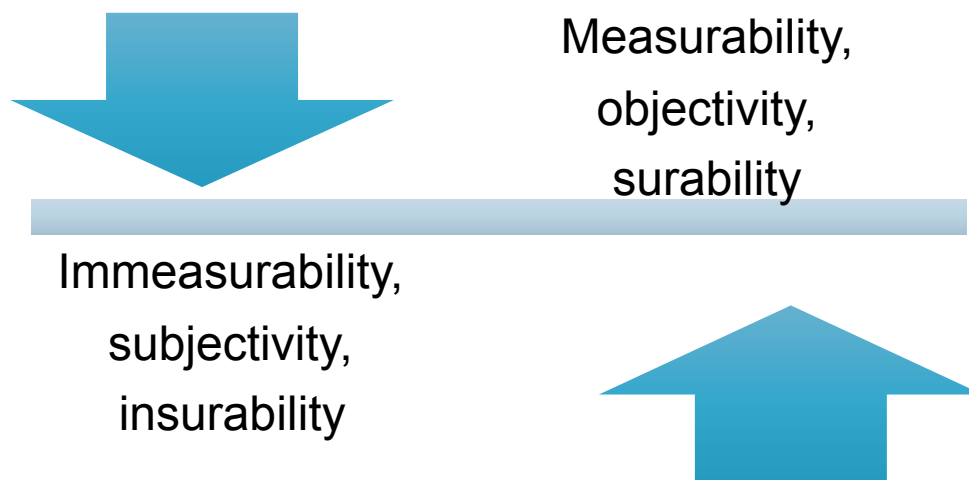 Measurability,
objectivity,
surability
Immeasurability,
subjectivity,
insurability